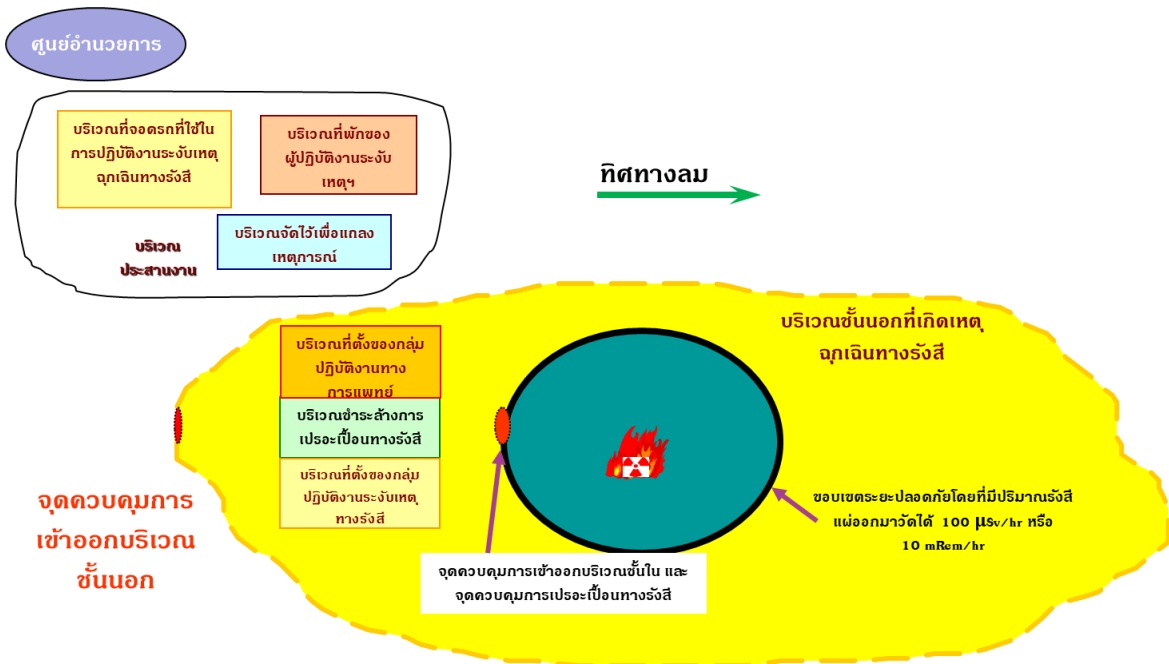 ศูนย์อำนวยการ
บริเวณที่จอดรถที่ใช้ใน
การปฏิบัติงานระงับเหตุ
ฉุกเฉินทางรังสี
บริเวณที่พักของ
ผู้ปฏิบัติงานระงับ
เหตุฯ
บริเวณจัดไว้เพื่อแถลง
เหตุการณ์
บริเวณ
ประสานงาน
ทิศทางลม
บริเวณชั้นนอกที่เกิดเหตุ
ฉุกเฉินทางรังสี
บริเวณที่ตั้งของกลุ่ม
ปฏิบัติงานทาง
การแพทย์
บริเวณชำระล้างการ
เปรอะเปื้อนทางรังสี
บริเวณที่ตั้งของกลุ่ม
ปฏิบัติงานระงับเหตุ
ทางรังสี
จุดควบคุมการ
เข้าออกบริเวณ
ชั้นนอก
จุดควบคุมการเข้าออกบริเวณชั้นใน และ
จุดควบคุมการเปรอะเปื้อนทางรังสี
ขอบเขตระยะปลอดภัยโดยที่มีปริมาณรังสี
แผ่ออกมาวัดได้ 100 μSv/hr หรือ
10 mRem/hr